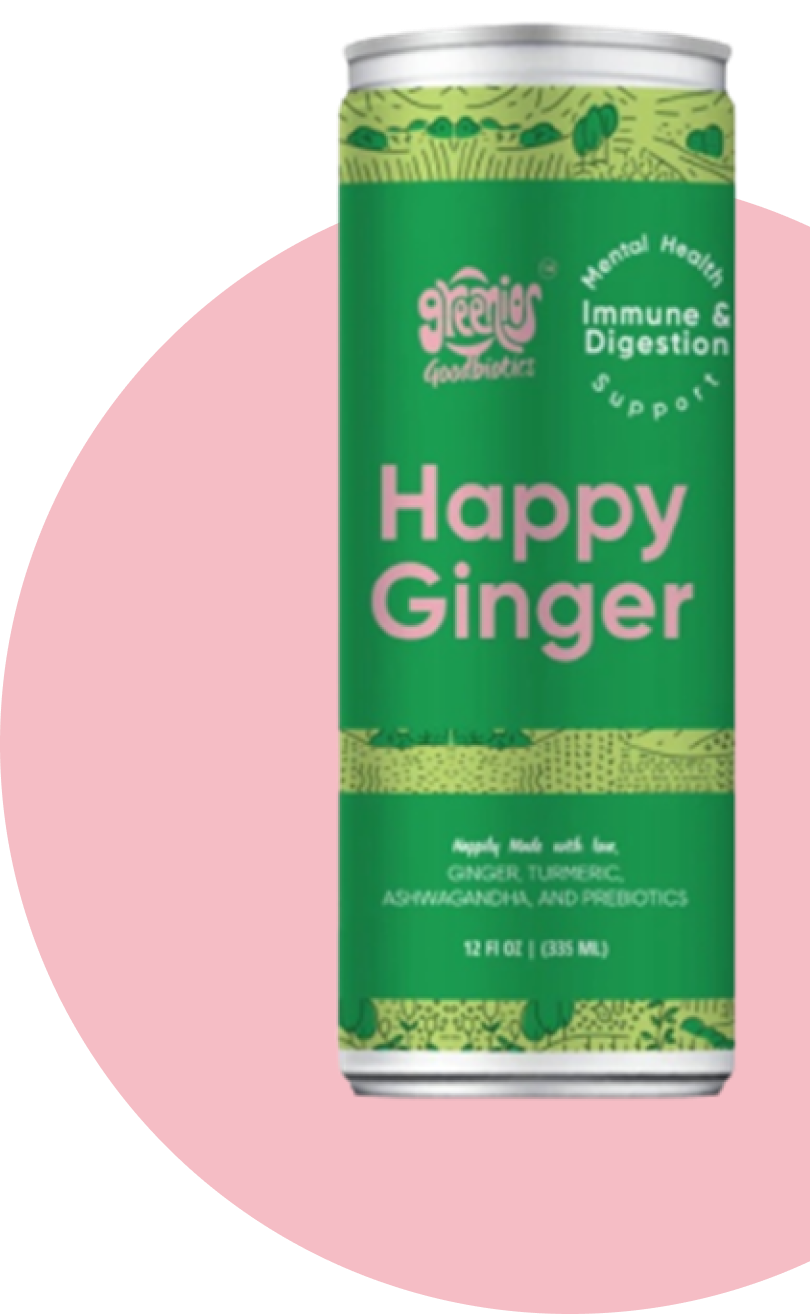 greenies
Goodbiotics
Mental Health
Immune &
Digestion
Support
Happy
Ginger
Happily Made with love,
GINGER, TURMERIC,
ASHWAGANDHA, AND PREBIOTICS
12 Fl OZ | (335 ML)